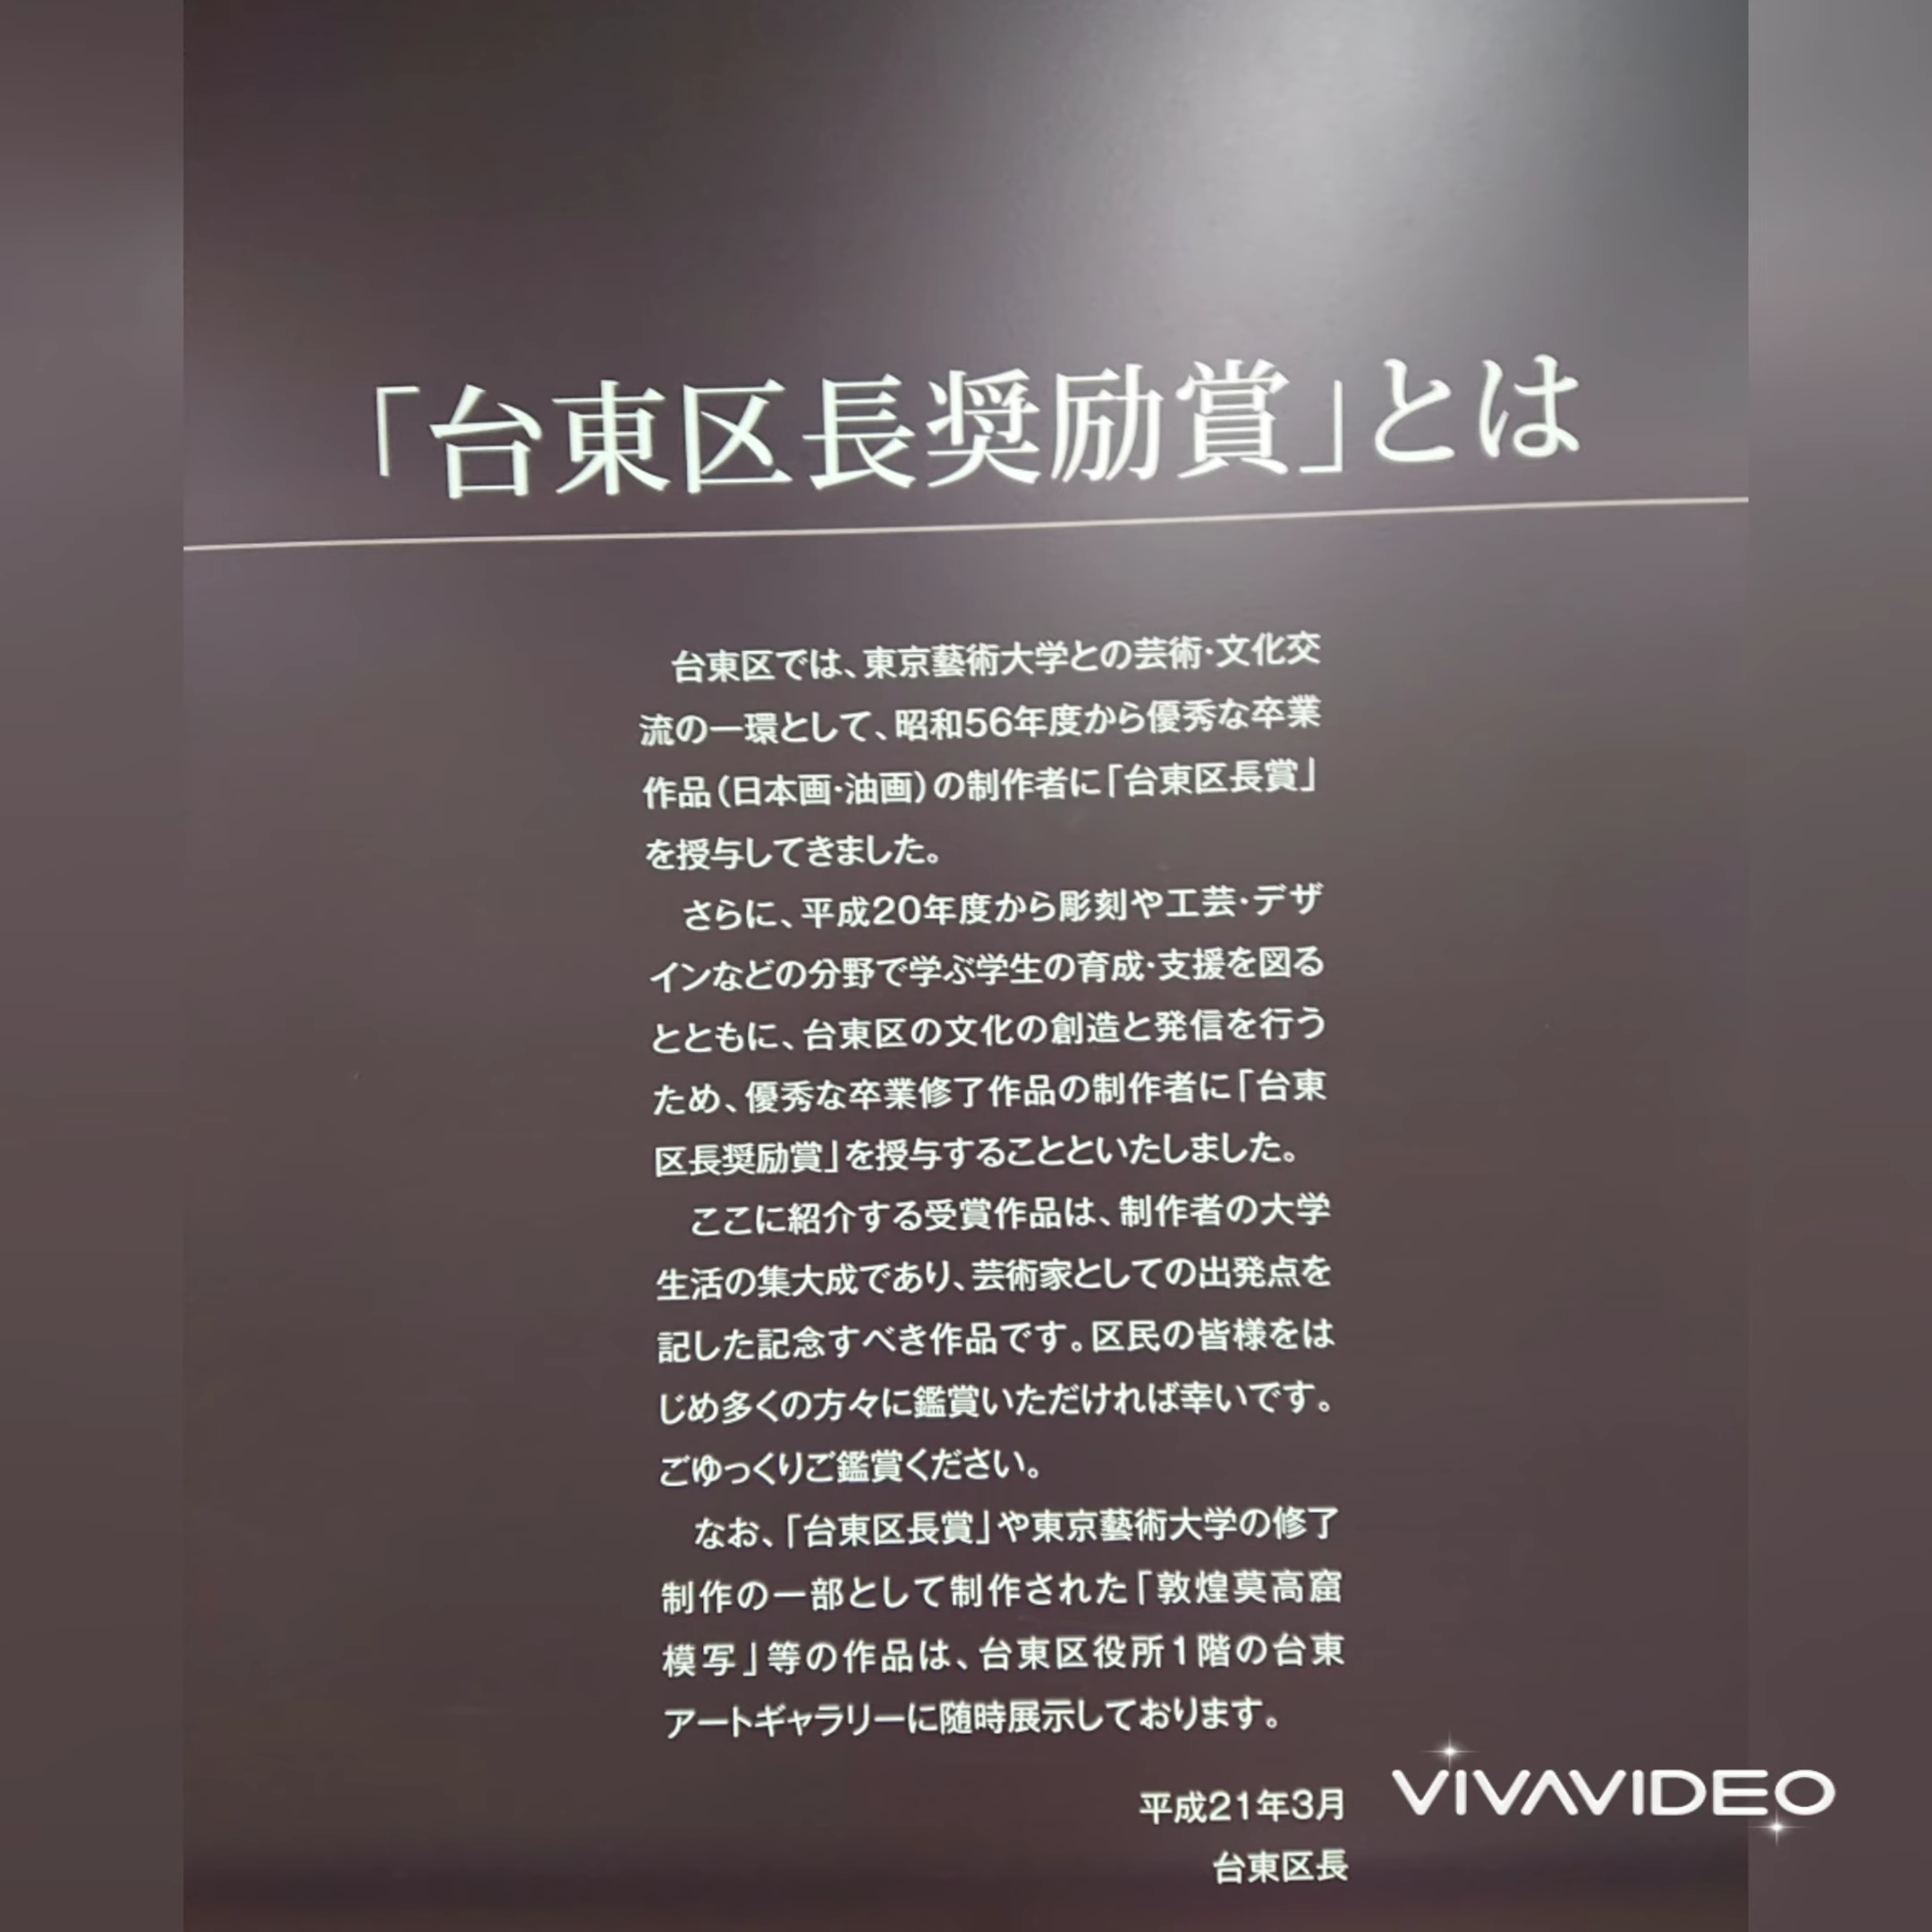 「台東区長奨励賞」とは
台東区では、東京藝術大学との芸術・文化交
流の一環として、昭和56年度から優秀な卒業
作品(日本画・油画)の制作者に「台東区長賞」
を授与してきました。
さらに、平成20年度から彫刻や工芸・デザ
インなどの分野で学ぶ学生の育成・支援を図る
とともに、台東区の文化の創造と発信を行う
ため、優秀な卒業修了作品の制作者に「台東
区長奨励賞」を授与することといたしました。
ここに紹介する受賞作品は、制作者の大学
生活の集大成であり、芸術家としての出発点を
記した記念すべき作品です。区民の皆様をは
じめ多くの方々に鑑賞いただければ幸いです。
ごゆっくりご鑑賞ください。
なお、「台東区長賞」や東京藝術大学の修了
制作の一部として制作された「敦煌莫高窟
模写」等の作品は、台東区役所1階の台東
アートギャラリーに随時展示しております。
平成21年3月
台東区長
VIVAVIDEO